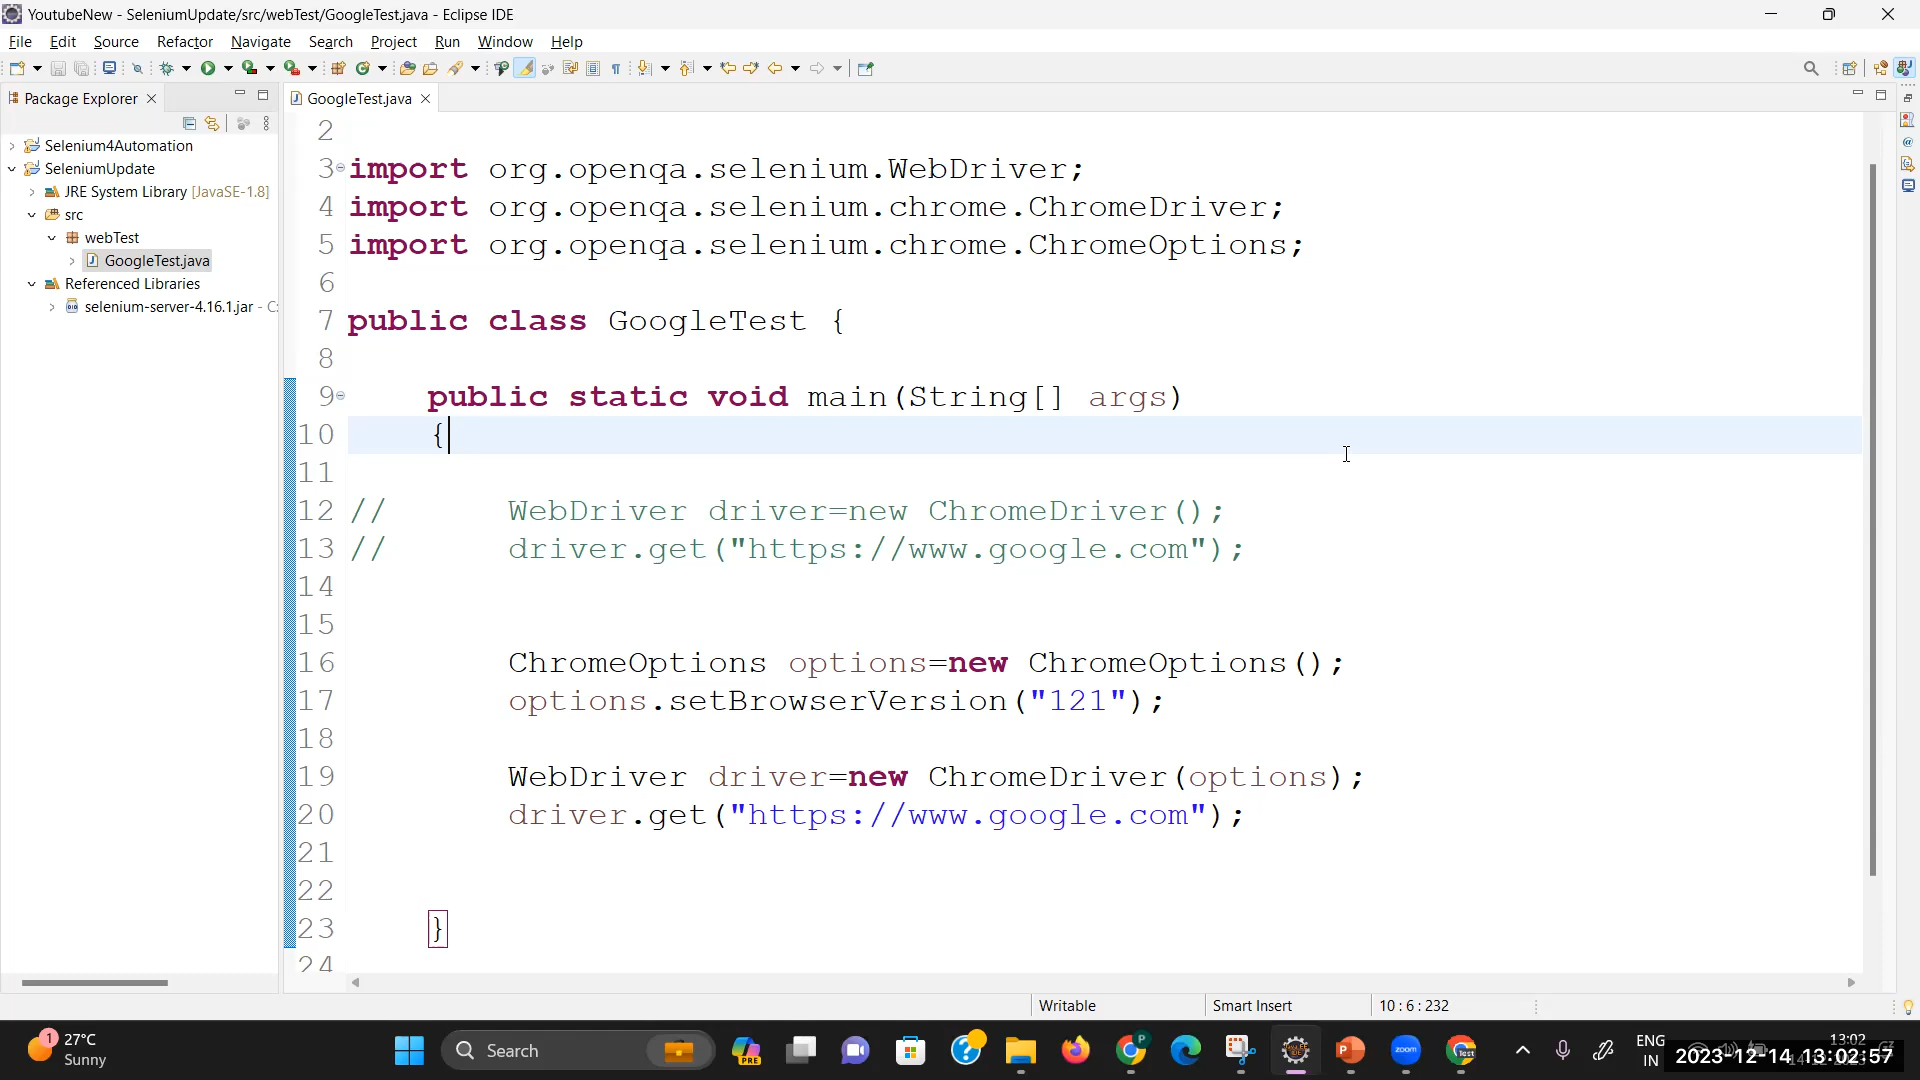 YoutubeNew - SeleniumUpdate/src/webTest/GoogleTest.java - Eclipse IDE
File Edit Source Refactor Navigate Search Project Run Window Help
Package Explorer
GoogleTest.java
Selenium4Automation
SeleniumUpdate
JRE System Library [JavaSE-1.8]
src
webTest
GoogleTest.java
Referenced Libraries
selenium-server-4.16.1.jar - C:
2
3 import org.openqa.selenium.WebDriver;
4 import org.openqa.selenium.chrome.ChromeDriver;
5 import org.openqa.selenium.chrome.ChromeOptions;
6
7 public class GoogleTest {
8
9 public static void main(String[] args)
10 {
11
12 // WebDriver driver=new ChromeDriver();
13 // driver.get("https://www.google.com");
14
15
16 ChromeOptions options=new ChromeOptions();
17 options.setBrowserVersion("121");
18
19 WebDriver driver=new ChromeDriver(options);
20 driver.get("https://www.google.com");
21
22
23 }
24
Writable Smart Insert 10 : 6 : 232
1 27°C
Sunny
Search
PRE
zoom
Test
ENG
IN
13:02
2023-12-14 13:02:57